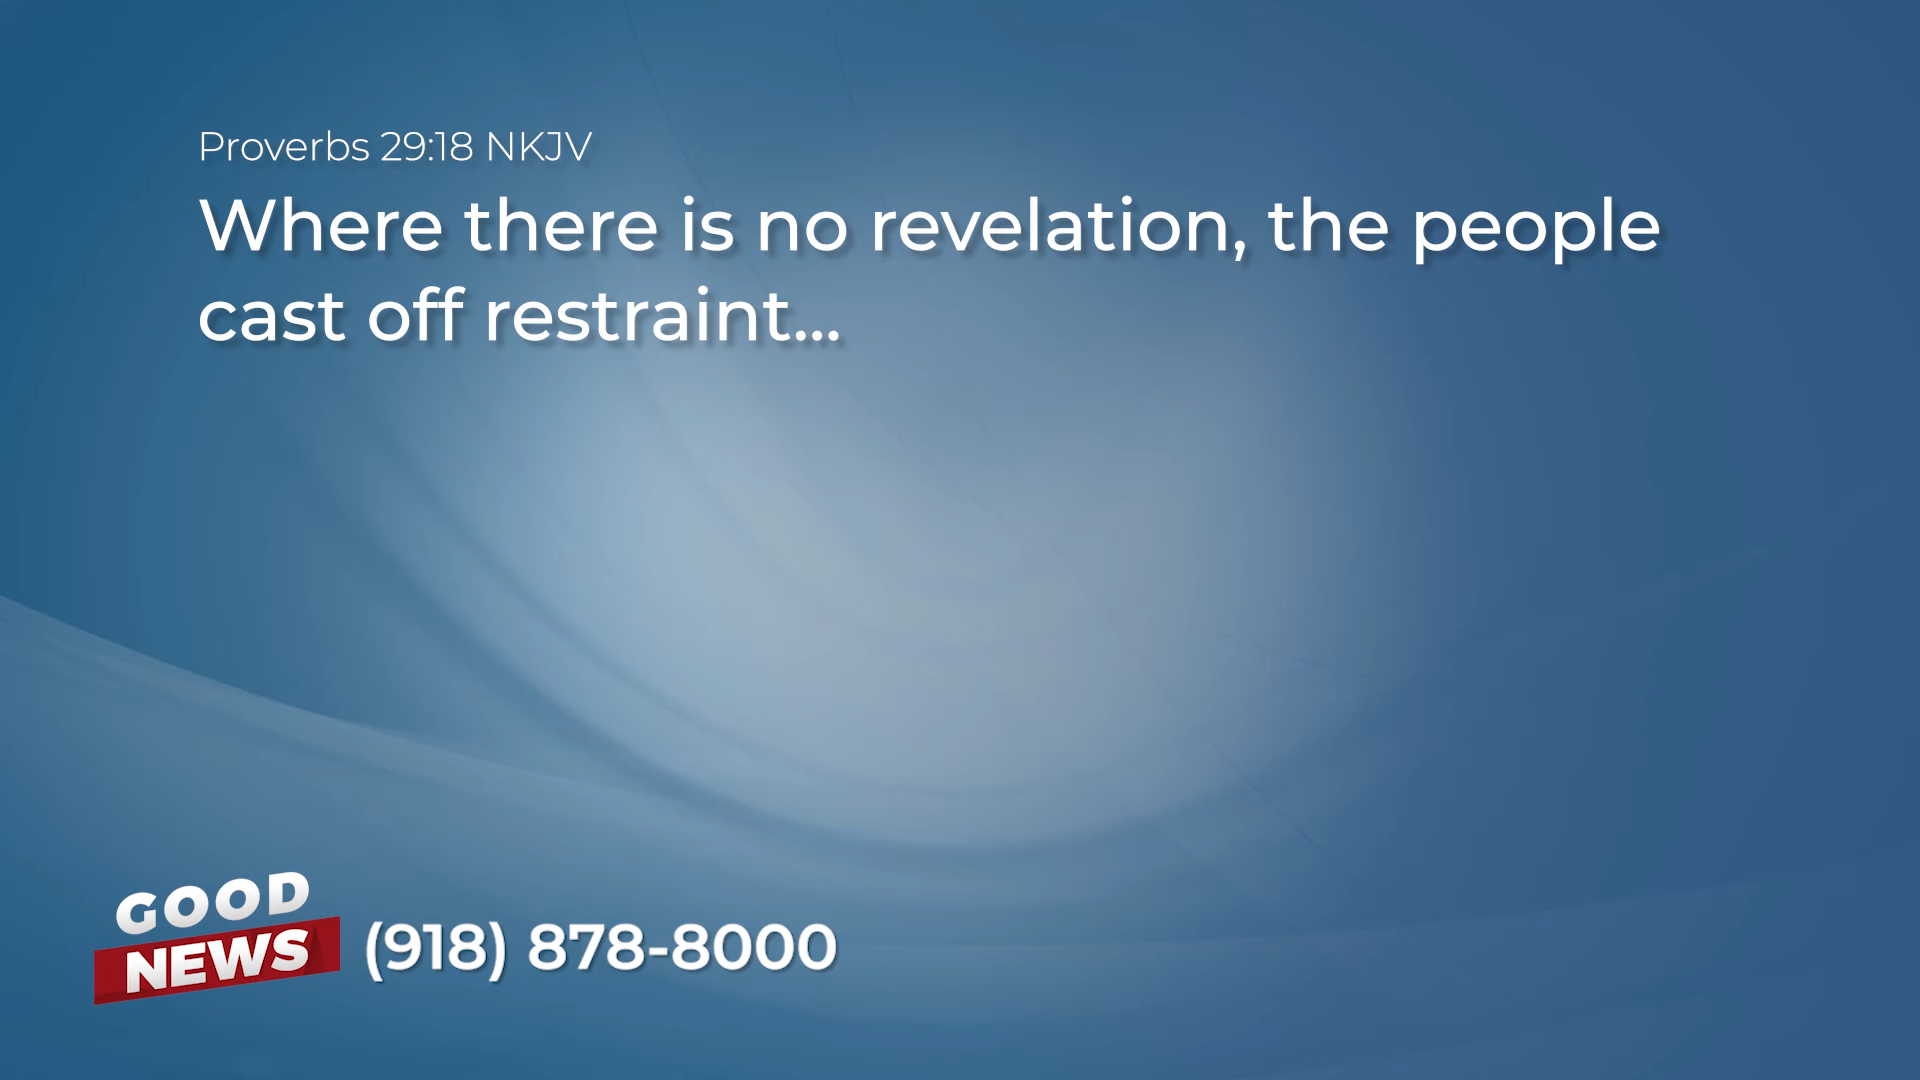 Proverbs 29:18 NKJV
Where there is no revelation, the people
cast off restraint...
GOOD
NEWS
(918) 878-8000